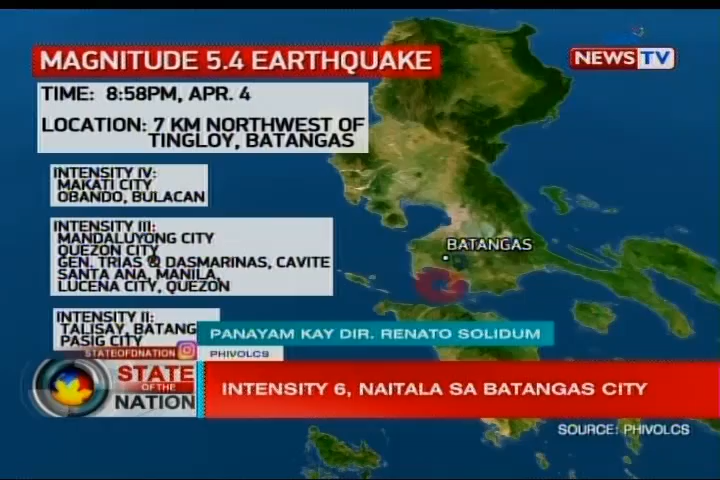 MAGNITUDE 5.4 EARTHQUAKE
NEWS TV
TIME: 8:58PM, APR. 4
LOCATION: 7 KM NORTHWEST OF
TINGLOY, BATANGAS
INTENSITY IV:
MAKATI CITY
OBANDO, BULACAN
INTENSITY III:
MANDALUYONG CITY
QUEZON CITY
GEN. TRIAS & DASMARINAS, CAVITE
SANTA ANA, MANILA,
LUCENA CITY, QUEZON
BATANGAS
INTENSITY II:
TALISAY, BATANG
PASIG CITY
PANAYAM KAY DIR. RENATO SOLIDUM
STATEOFDNATION
PHIVOLCS
STATE
OF THE
NATION
INTENSITY 6, NAITALA SA BATANGAS CITY
SOURCE: PHIVOLCS